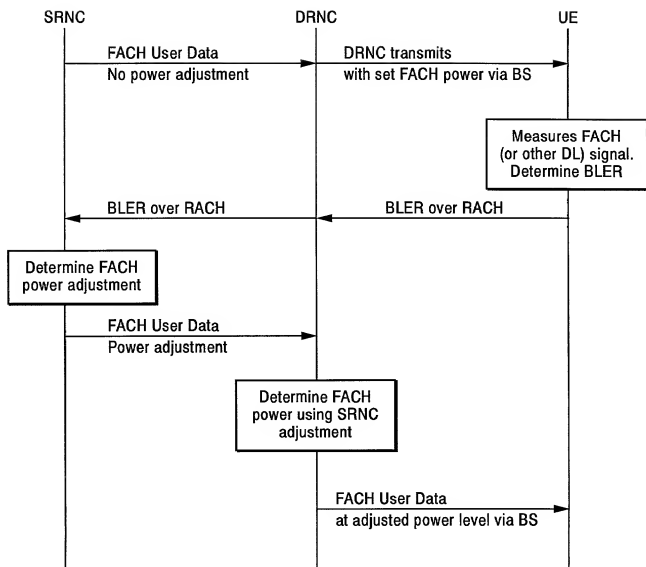 SRNC
DRNC
UE
FACH User Data
No power adjustment
DRNC transmits
with set FACH power via BS
Measures FACH
(or other DL) signal.
Determine BLER
BLER over RACH
BLER over RACH
Determine FACH
power adjustment
FACH User Data
Power adjustment
Determine FACH
power using SRNC
adjustment
FACH User Data
at adjusted power level via BS